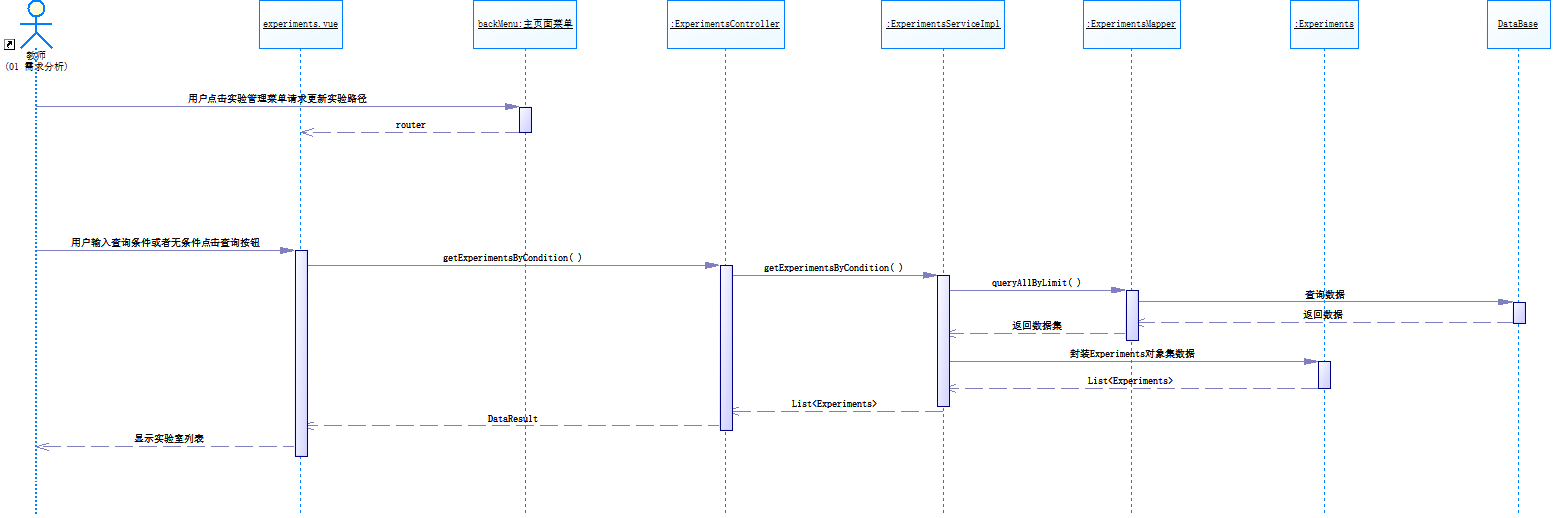 experiments.vue
backMenu:主页面菜单
:ExperimentsController
:ExperimentsServiceImpl
:ExperimentsMapper
:Experiments
DataBase
教师
(01 需求分析)
用户点击实验管理菜单请求更新实验路径
router
用户输入查询条件或者无条件点击查询按钮
getExperimentsByCondition( )
getExperimentsByCondition( )
queryAllByLimit( )
查询数据
返回数据
返回数据集
封装Experiments对象集数据
List<Experiments>
List<Experiments>
DataResult
显示实验室列表